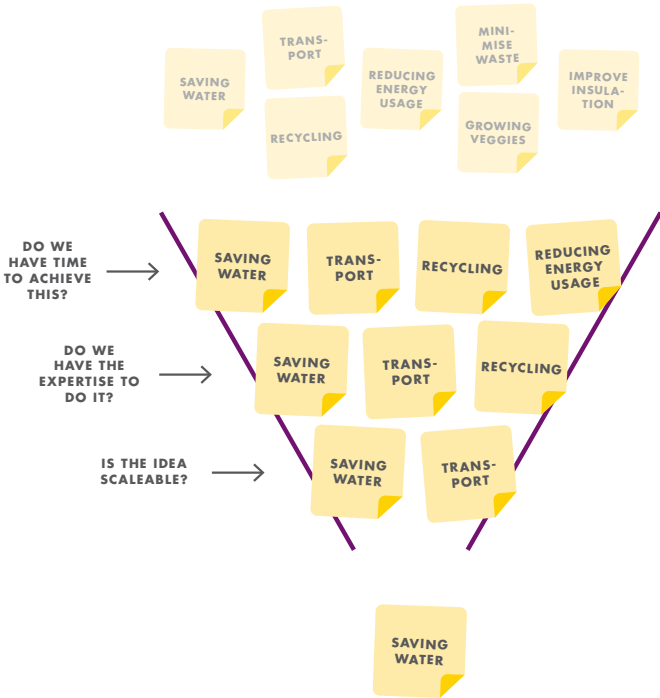 SAVING
WATER
TRANS-
PORT
RECYCLING
REDUCING
ENERGY
USAGE
MINI-
MISE
WASTE
GROWING
VEGGIES
IMPROVE
INSULA-
TION
DO WE
HAVE TIME
TO ACHIEVE
THIS?
SAVING
WATER
TRANS-
PORT
RECYCLING
REDUCING
ENERGY
USAGE
DO WE
HAVE THE
EXPERTISE TO
DO IT?
SAVING
WATER
TRANS-
PORT
RECYCLING
IS THE IDEA
SCALEABLE?
SAVING
WATER
TRANS-
PORT
SAVING
WATER